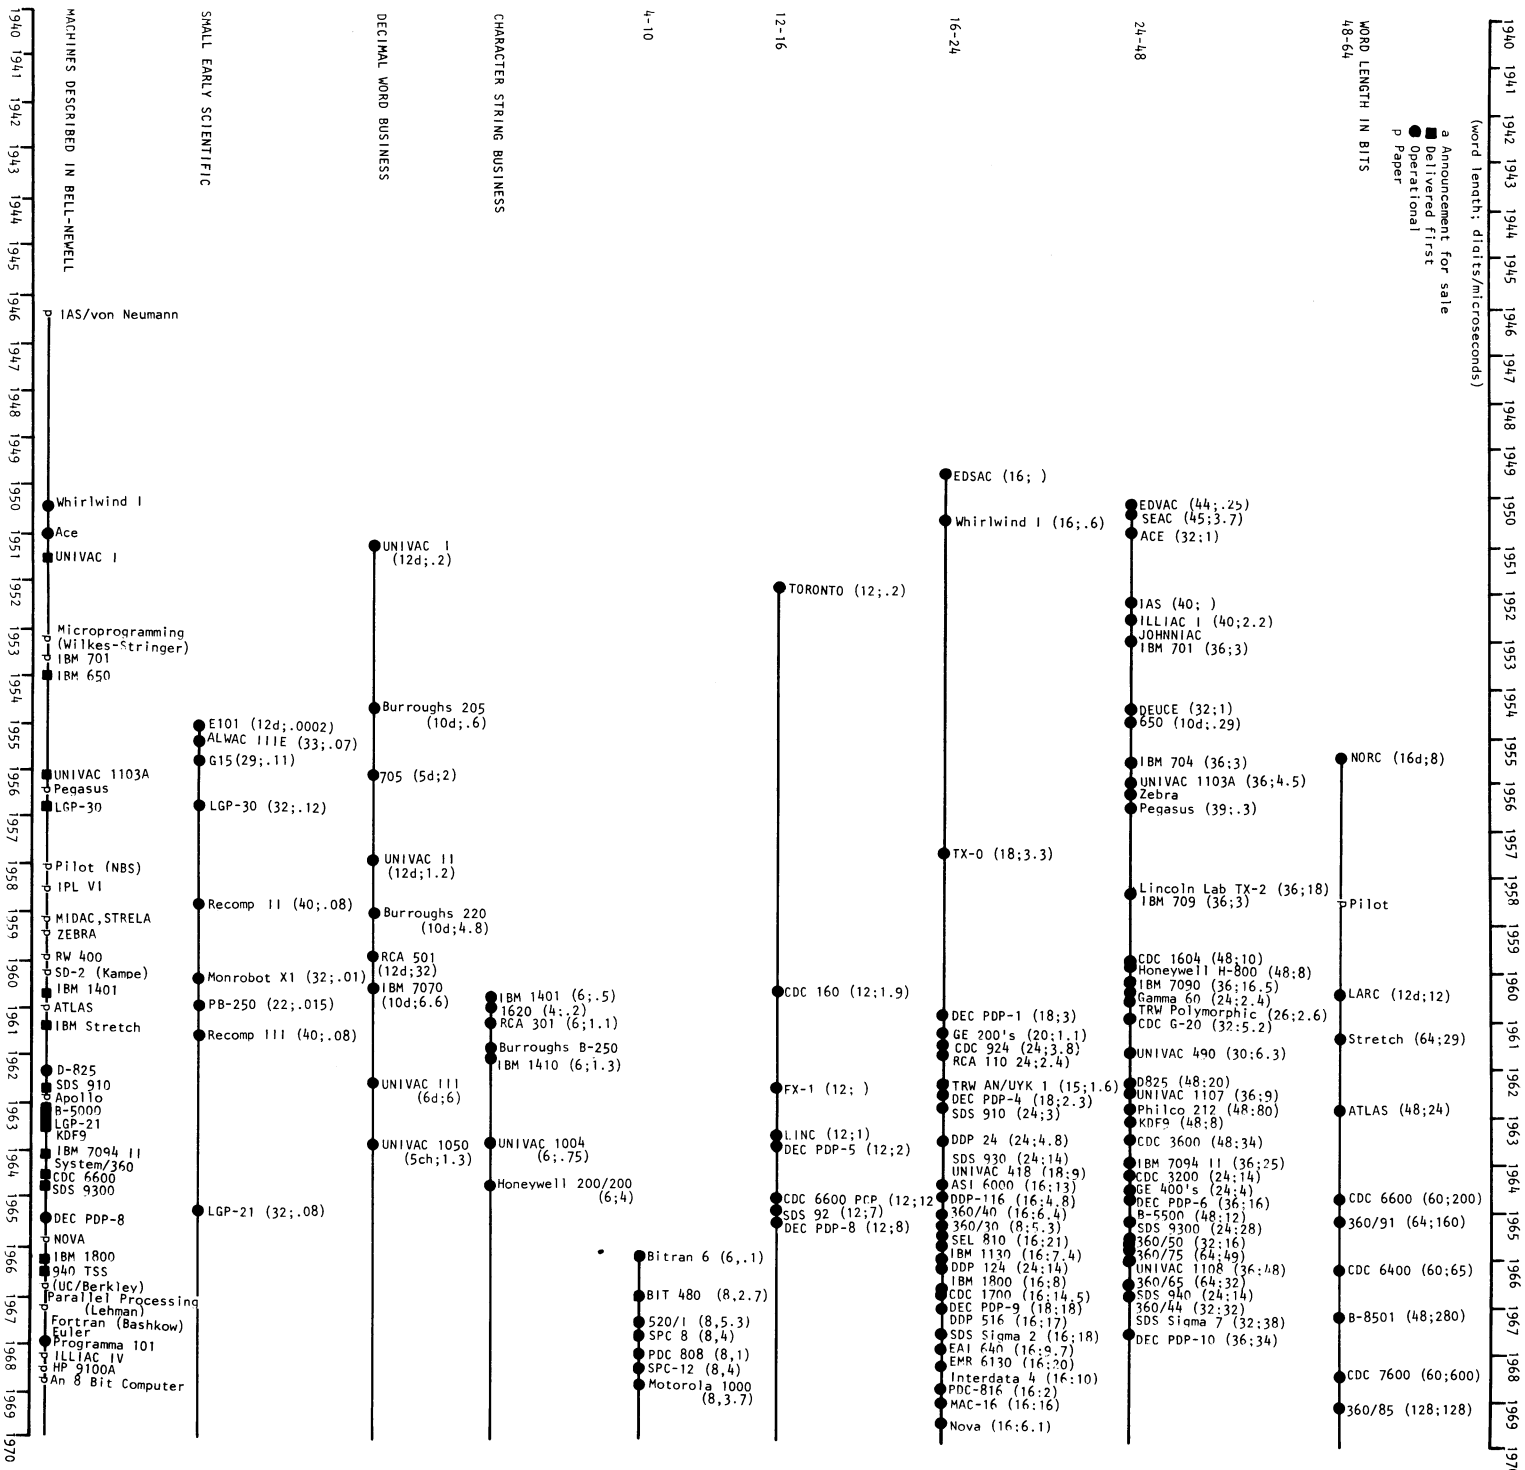 1940
1941
1942
1943
1944
1945
1946
1947
1948
1949
1950
1951
1952
1953
1954
1955
1956
1957
1958
1959
1960
1961
1962
1963
1964
1965
1966
1967
1968
1969
1970
MACHINES DESCRIBED IN BELL-NEWELL
IAS/von Neumann
Whirlwind I
Ace
UNIVAC I
Microprogramming
(Wilkes-Stringer)
IBM 701
IBM 650
UNIVAC 1103A
Pegasus
LGP-30
Pilot (NBS)
IPL VI
MIDAC,STRELA
ZEBRA
RW 400
SD-2 (Kampe)
IBM 1401
ATLAS
IBM Stretch
D-825
SDS 910
Apollo
B-5000
LGP-21
KDF9
IBM 7094 II
System/360
CDC 6600
SDS 9300
DEC PDP-8
NOVA
IBM 1800
940 TSS
(UC/Berkley)
Parallel Processing
(Lehman)
Fortran (Bashkow)
Euler
Programma 101
ILLIAC IV
HP 9100A
An 8 Bit Computer
SMALL EARLY SCIENTIFIC
E101 (12d;.0002)
ALWAC IIIE (33;.07)
G15(29;.11)
LGP-30 (32;.12)
Recomp II (40;.08)
Monrobot X1 (32;.01)
PB-250 (22;.015)
Recomp III (40;.08)
LGP-21 (32;.08)
DECIMAL WORD BUSINESS
UNIVAC I
(12d;.2)
Burroughs 205
(10d;.6)
705 (5d;2)
UNIVAC II
(12d;1.2)
Burroughs 220
(10d;4.8)
RCA 501
(12d;32)
IBM 7070
(10d;6.6)
UNIVAC III
(6d;6)
UNIVAC 1050
(5ch;1.3)
CHARACTER STRING BUSINESS
IBM 1401 (6;.5)
1620 (4;.2)
RCA 301 (6;1.1)
Burroughs B-250
IBM 1410 (6;1.3)
UNIVAC 1004
(6;.75)
Honeywell 200/200
(6;4)
4-10
Bitran 6 (6,.1)
BIT 480 (8,2.7)
520/I (8,5.3)
SPC 8 (8,4)
PDC 808 (8,1)
SPC-12 (8,4)
Motorola 1000
(8,3.7)
12-16
TORONTO (12;.2)
CDC 160 (12;1.9)
FX-1 (12; )
LINC (12;1)
DEC PDP-5 (12;2)
CDC 6600 PCP (12;12
SDS 92 (12;7)
DEC PDP-8 (12;8)
16-24
EDSAC (16; )
Whirlwind I (16;.6)
TX-0 (18;3.3)
DEC PDP-1 (18;3)
GE 200's (20;1.1)
CDC 924 (24;3.8)
RCA 110 24;2.4)
TRW AN/UYK 1 (15;1.6)
DEC PDP-4 (18;2.3)
SDS 910 (24;3)
DDP 24 (24;4.8)
SDS 930 (24;14)
UNIVAC 418 (18;9)
ASI 6000 (16;13)
DDP-116 (16;4.8)
360/40 (16;6.4)
360/30 (8;5.3)
SEL 810 (16;21)
IBM 1130 (16;7.4)
DDP 124 (24;14)
IBM 1800 (16;8)
CDC 1700 (16;14.5)
DEC PDP-9 (18;18)
DDP 516 (16;17)
SDS Sigma 2 (16;18)
EAI 640 (16;9.7)
EMR 6130 (16;20)
Interdata 4 (16;10)
PDC-816 (16;2)
MAC-16 (16;16)
Nova (16;6.1)
24-48
EDVAC (44;.25)
SEAC (45;3.7)
ACE (32;1)
IAS (40; )
ILLIAC I (40;2.2)
JOHNNIAC
IBM 701 (36;3)
DEUCE (32;1)
650 (10d;.29)
IBM 704 (36;3)
UNIVAC 1103A (36;4.5)
Zebra
Pegasus (39;.3)
Lincoln Lab TX-2 (36;18)
IBM 709 (36;3)
CDC 1604 (48;10)
Honeywell H-800 (48;8)
IBM 7090 (36;16.5)
Gamma 60 (24;2.4)
TRW Polymorphic (26;2.6)
CDC G-20 (32;5.2)
UNIVAC 490 (30;6.3)
D825 (48;20)
UNIVAC 1107 (36;9)
Philco 212 (48;80)
KDF9 (48;8)
CDC 3600 (48;34)
IBM 7094 II (36;25)
CDC 3200 (24;14)
GE 400's (24;4)
DEC PDP-6 (36;16)
B-5500 (48;12)
SDS 9300 (24;28)
360/50 (32;16)
360/75 (64;49)
UNIVAC 1108 (36;48)
360/65 (64;32)
SDS 940 (24;14)
360/44 (32;32)
SDS Sigma 7 (32;38)
DEC PDP-10 (36;34)
WORD LENGTH IN BITS
48-64
NORC (16d;8)
Pilot
LARC (12d;12)
Stretch (64;29)
ATLAS (48;24)
CDC 6600 (60;200)
360/91 (64;160)
CDC 6400 (60;65)
B-8501 (48;280)
CDC 7600 (60;600)
360/85 (128;128)
(word length; digits/microseconds)
a Announcement for sale
Delivered first
Operational
p Paper
1940
1941
1942
1943
1944
1945
1946
1947
1948
1949
1950
1951
1952
1953
1954
1955
1956
1957
1958
1959
1960
1961
1962
1963
1964
1965
1966
1967
1968
1969
1970